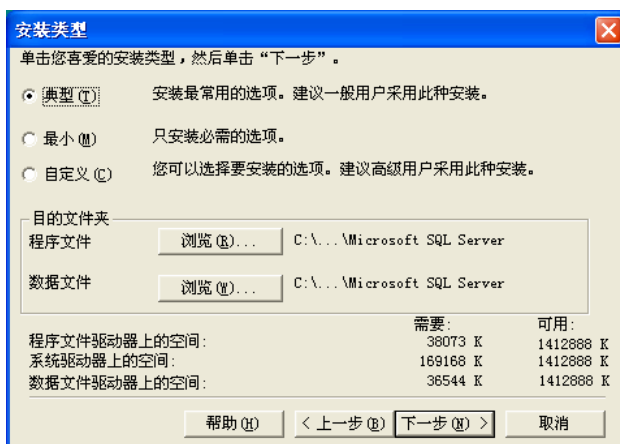 安装类型
单击您喜爱的安装类型，然后单击“下一步”。
典型(T) 安装最常用的选项。建议一般用户采用此种安装。
最小(M) 只安装必需的选项。
自定义(C) 您可以选择要安装的选项。建议高级用户采用此种安装。
目的文件夹
程序文件 浏览(R)... C:\...\Microsoft SQL Server
数据文件 浏览(W)... C:\...\Microsoft SQL Server
需要: 可用:
程序文件驱动器上的空间: 38073 K 1412888 K
系统驱动器上的空间: 169168 K 1412888 K
数据文件驱动器上的空间: 36544 K 1412888 K
帮助(H) <上一步(B) 下一步(N) > 取消